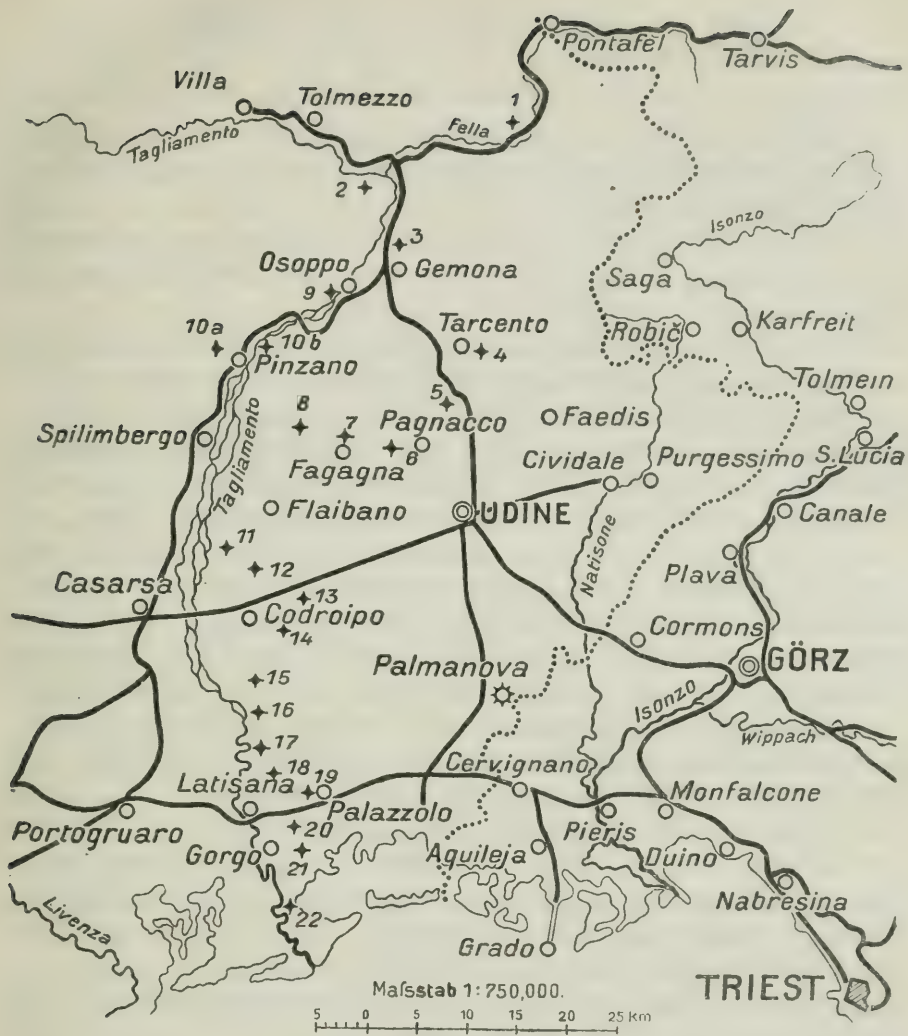 Pontafel
Tarvis
Villa
Tolmezzo
1
Fella
Tagliamento
2
Isonzo
3
Saga
Osoppo
Gemona
9
10a
10b
Tarcento
Robič
Karfreit
Pinzano
4
Tolmein
5
8
7
Pagnacco
Faedis
Spilimbergo
6
S. Lucia
Fagagna
Cividale
Purgessimo
Tagliamento
Flaibano
UDINE
Canale
11
12
Plava
Natisone
Casarsa
13
Codroipo
14
Cormons
GÖRZ
Palmanova
15
Isonzo
16
Wippach
17
18
Cervignano
Latisana
19
Monfalcone
Portogruaro
Palazzolo
Pieris
20
Gorgo
21
Aquileja
Duino
Nabresina
22
Livenza
Grado
TRIEST
Maſsstab 1:750,000.
5 0 5 10 15 20 25 Km